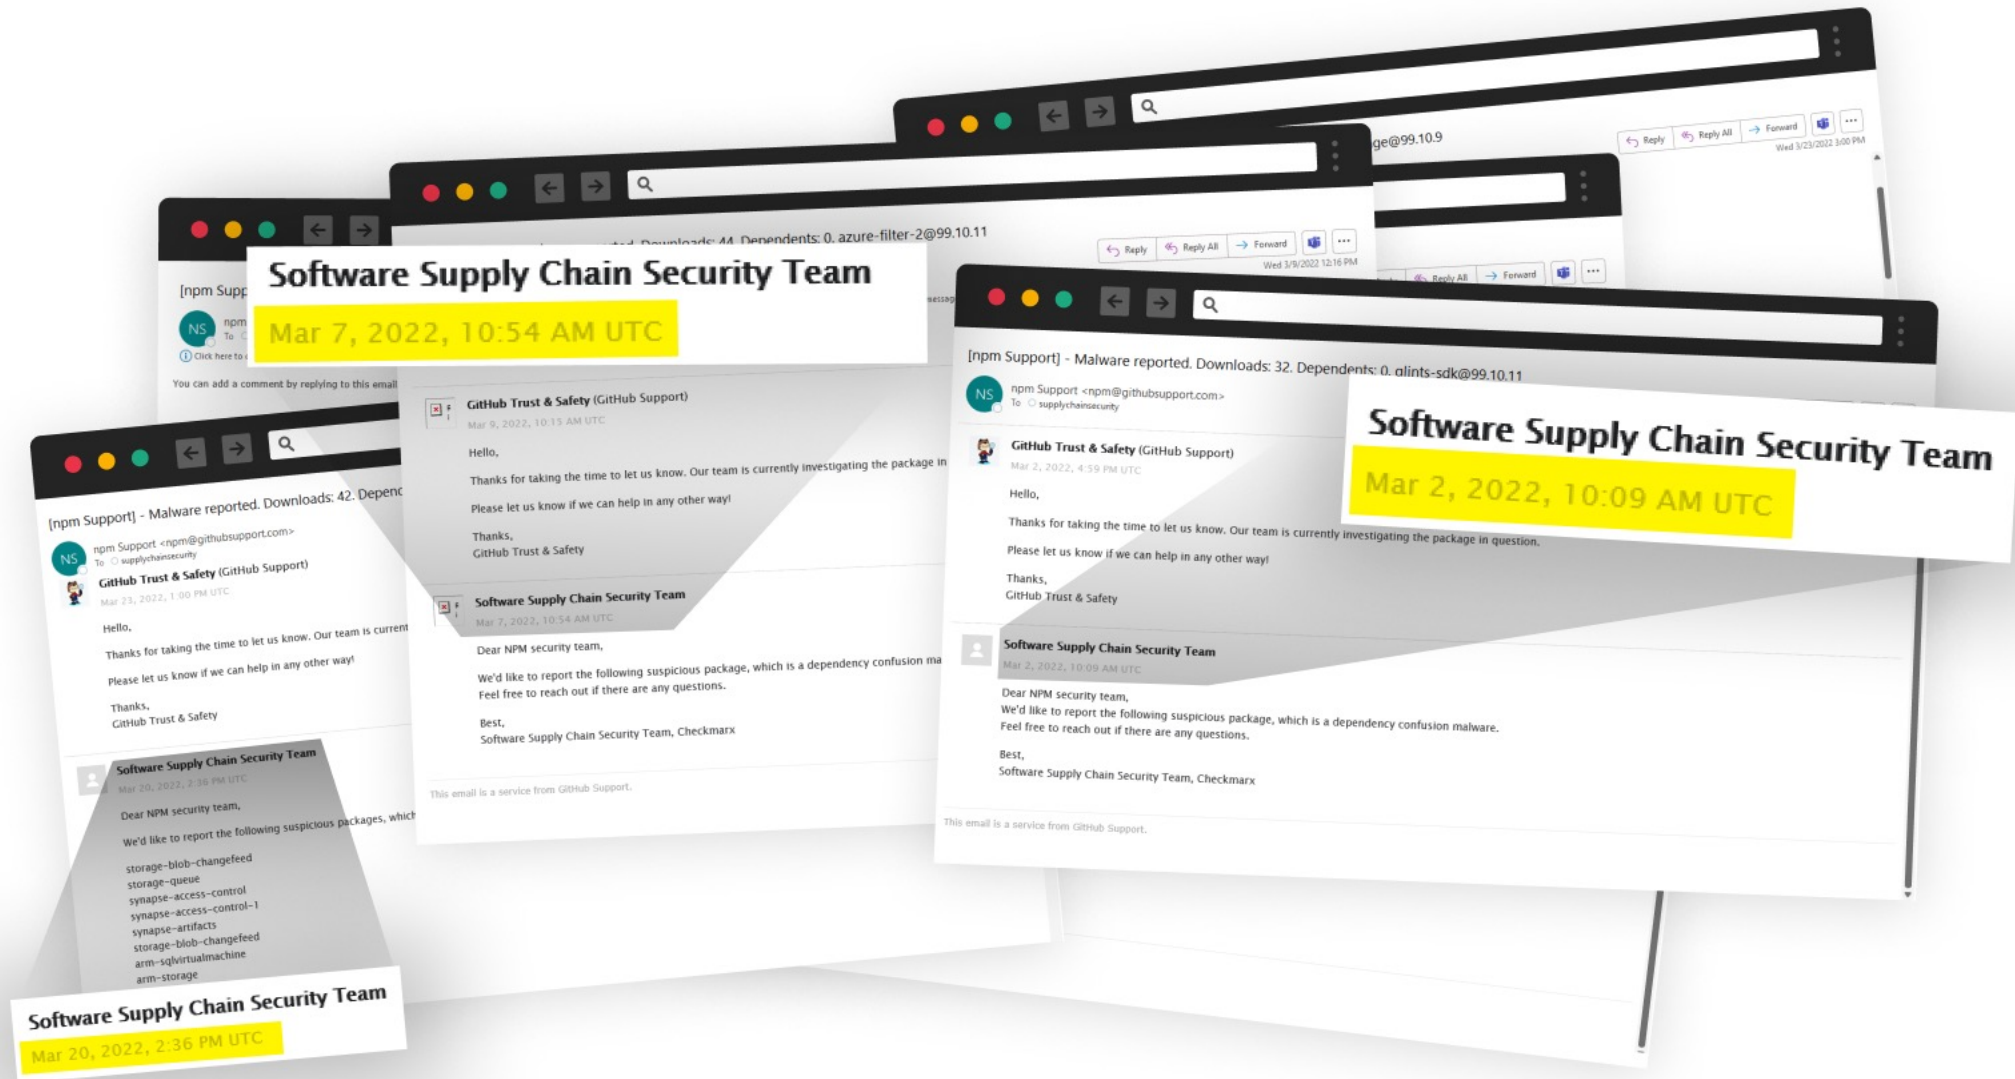 ge@99.10.9
Reply
Reply All
Forward
Wed 3/23/2022 3:00 PM
Downloads: 44. Dependents: 0. azure-filter-2@99.10.11
Reply
Reply All
Forward
Wed 3/9/2022 12:16 PM
Reply All
Forward
[npm Supp
NS
npm
To
Click here to
You can add a comment by replying to this email
Software Supply Chain Security Team
Mar 7, 2022, 10:54 AM UTC
GitHub Trust & Safety (GitHub Support)
Mar 9, 2022, 10:15 AM UTC
Hello,
Thanks for taking the time to let us know. Our team is currently investigating the package in
Please let us know if we can help in any other way!
Thanks,
GitHub Trust & Safety
Software Supply Chain Security Team
Mar 7, 2022, 10:54 AM UTC
Dear NPM security team,
We'd like to report the following suspicious package, which is a dependency confusion ma
Feel free to reach out if there are any questions.
Best,
Software Supply Chain Security Team, Checkmarx
This email is a service from GitHub Support.
[npm Support] - Malware reported. Downloads: 32. Dependents: 0. glints-sdk@99.10.11
NS
npm Support <npm@githubsupport.com>
To supplychainsecurity
Software Supply Chain Security Team
Mar 2, 2022, 10:09 AM UTC
GitHub Trust & Safety (GitHub Support)
Mar 2, 2022, 4:59 PM UTC
Hello,
Thanks for taking the time to let us know. Our team is currently investigating the package in question.
Please let us know if we can help in any other way!
Thanks,
GitHub Trust & Safety
Software Supply Chain Security Team
Mar 2, 2022, 10:09 AM UTC
Dear NPM security team,
We'd like to report the following suspicious package, which is a dependency confusion malware.
Feel free to reach out if there are any questions.
Best,
Software Supply Chain Security Team, Checkmarx
This email is a service from GitHub Support.
[npm Support] - Malware reported. Downloads: 42. Depend
NS
npm Support <npm@githubsupport.com>
To supplychainsecurity
GitHub Trust & Safety (GitHub Support)
Mar 23, 2022, 1:00 PM UTC
Hello,
Thanks for taking the time to let us know. Our team is current
Please let us know if we can help in any other way!
Thanks,
GitHub Trust & Safety
Software Supply Chain Security Team
Mar 20, 2022, 2:36 PM UTC
Dear NPM security team,
We'd like to report the following suspicious packages, which
storage-blob-changefeed
storage-queue
synapse-access-control
synapse-access-control-1
synapse-artifacts
storage-blob-changefeed
arm-sqlvirtualmachine
arm-storage
Software Supply Chain Security Team
Mar 20, 2022, 2:36 PM UTC